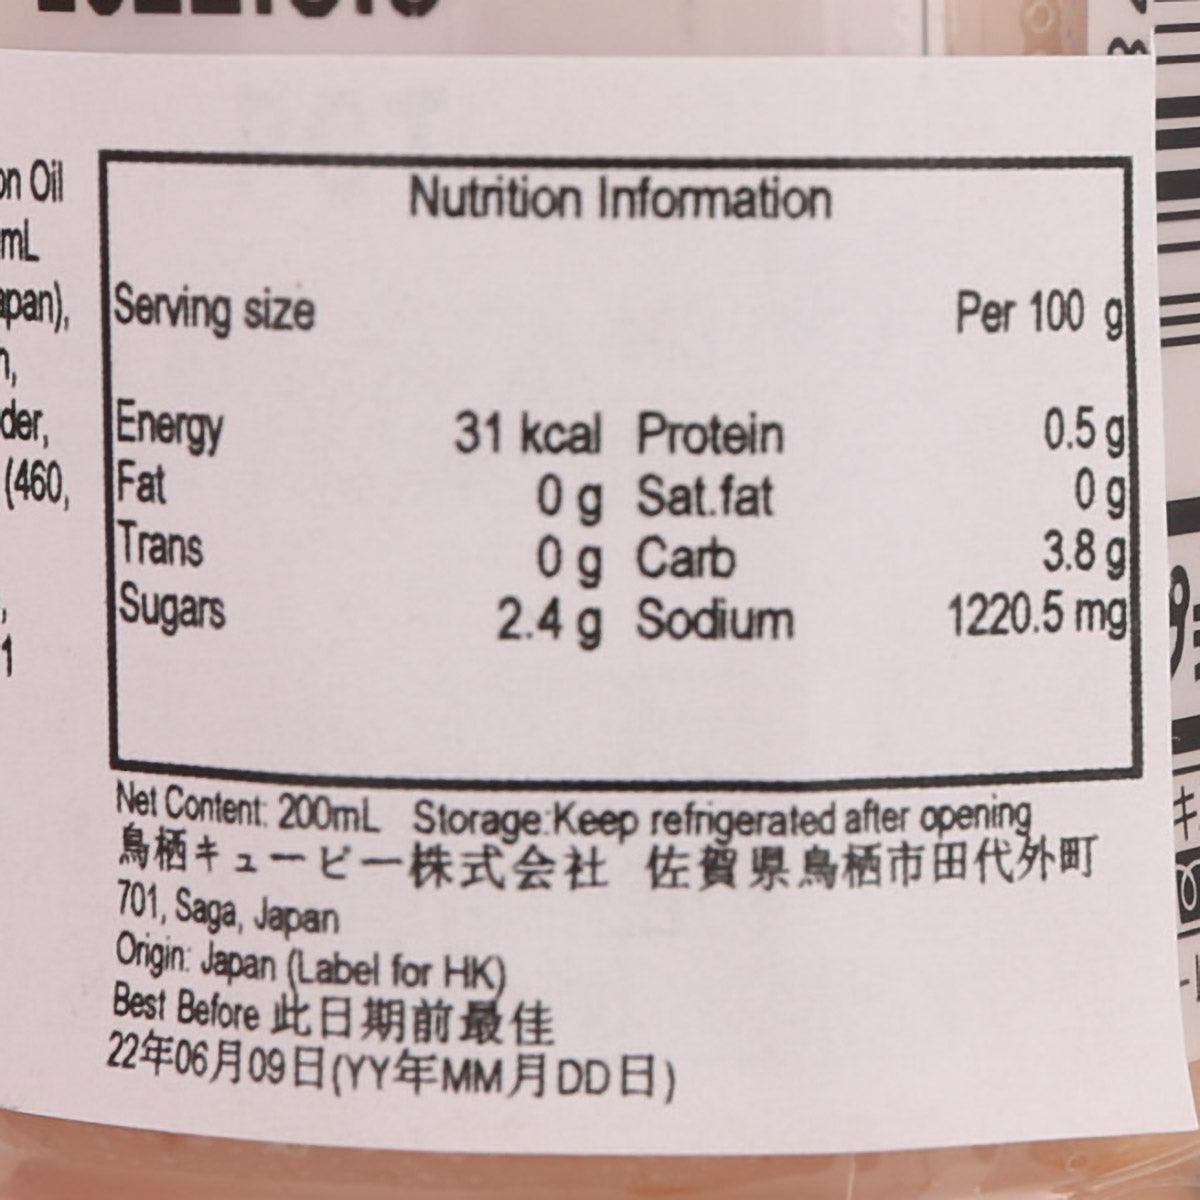 on Oil
mL
apan),
der,
(460,
1
Nutrition Information
Serving size Per 100 g
Energy 31 kcal Protein 0.5 g
Fat 0 g Sat.fat 0 g
Trans 0 g Carb 3.8 g
Sugars 2.4 g Sodium 1220.5 mg
Net Content: 200mL Storage:Keep refrigerated after opening
鳥栖キューピー株式会社 佐賀県鳥栖市田代外町
701, Saga, Japan
Origin: Japan (Label for HK)
Best Before 此日期前最佳
22年06月09日(YY年MM月DD日)